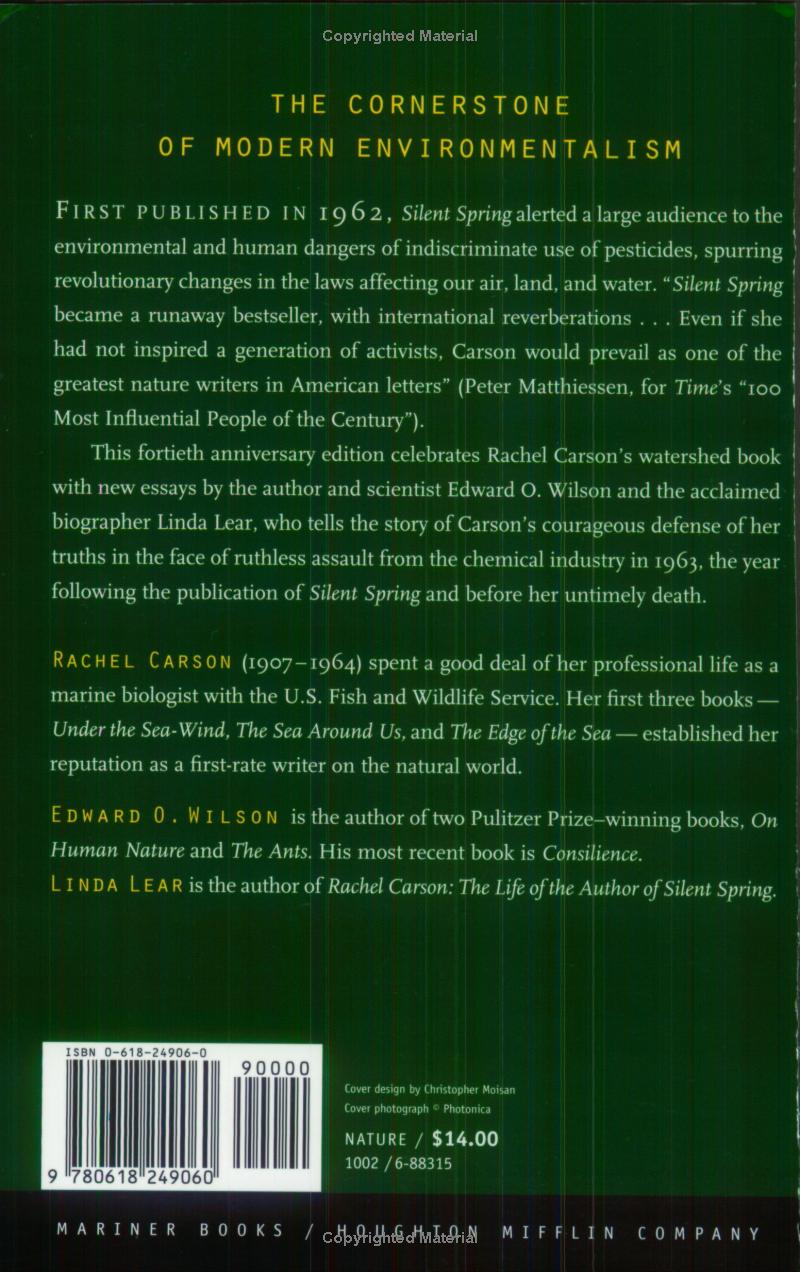 Copyrighted Material
THE CORNERSTONE
OF MODERN ENVIRONMENTALISM
FIRST PUBLISHED IN 1962, Silent Spring alerted a large audience to the
environmental and human dangers of indiscriminate use of pesticides, spurring
revolutionary changes in the laws affecting our air, land, and water. “Silent Spring
became a runaway bestseller, with international reverberations . . . Even if she
had not inspired a generation of activists, Carson would prevail as one of the
greatest nature writers in American letters” (Peter Matthiessen, for Time’s “100
Most Influential People of the Century”).
This fortieth anniversary edition celebrates Rachel Carson’s watershed book
with new essays by the author and scientist Edward O. Wilson and the acclaimed
biographer Linda Lear, who tells the story of Carson’s courageous defense of her
truths in the face of ruthless assault from the chemical industry in 1963, the year
following the publication of Silent Spring and before her untimely death.
RACHEL CARSON (1907–1964) spent a good deal of her professional life as a
marine biologist with the U.S. Fish and Wildlife Service. Her first three books —
Under the Sea-Wind, The Sea Around Us, and The Edge of the Sea — established her
reputation as a first-rate writer on the natural world.
EDWARD O. WILSON is the author of two Pulitzer Prize–winning books, On
Human Nature and The Ants. His most recent book is Consilience.
LINDA LEAR is the author of Rachel Carson: The Life of the Author of Silent Spring.
ISBN 0-618-24906-0
90000
9 780618 249060
Cover design by Christopher Moisan
Cover photograph © Photonica
NATURE / $14.00
1002 / 6-88315
MARINER BOOKS / HOUGHTON MIFFLIN COMPANY
Copyrighted Material